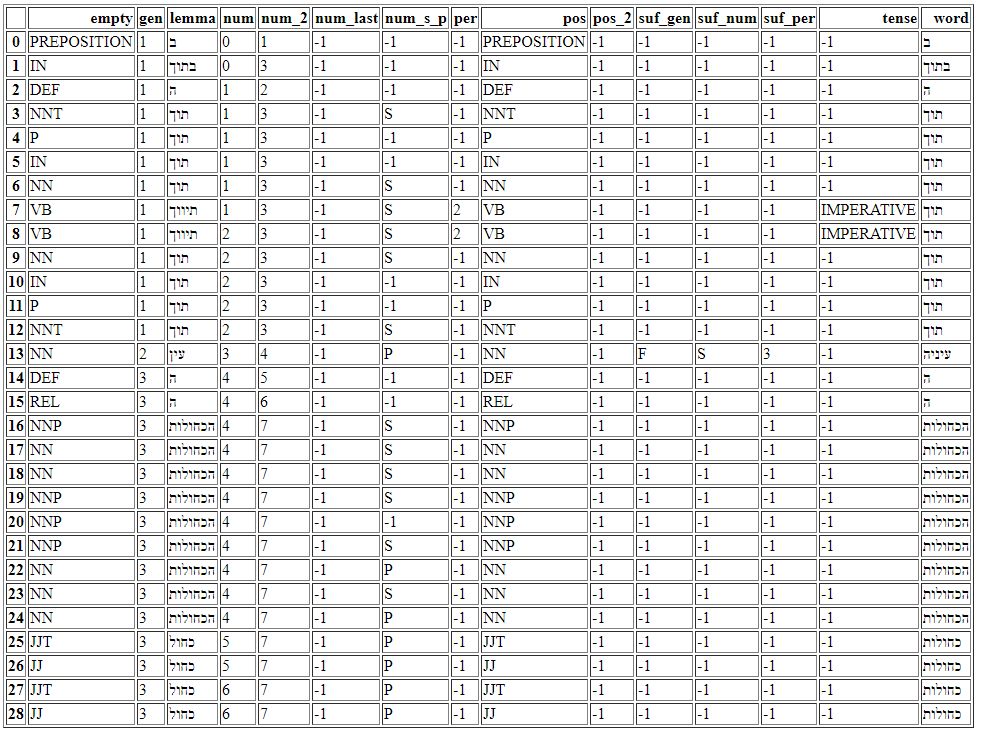 empty gen lemma num num_2 num_last num_s_p per pos pos_2 suf_gen suf_num suf_per tense word
0 PREPOSITION 1 ב 0 1 -1 -1 -1 PREPOSITION -1 -1 -1 -1 -1 ב
1 IN 1 בתוך 0 3 -1 -1 -1 IN -1 -1 -1 -1 -1 בתוך
2 DEF 1 ה 1 2 -1 -1 -1 DEF -1 -1 -1 -1 -1 ה
3 NNT 1 תוך 1 3 -1 S -1 NNT -1 -1 -1 -1 -1 תוך
4 P 1 תוך 1 3 -1 -1 -1 P -1 -1 -1 -1 -1 תוך
5 IN 1 תוך 1 3 -1 -1 -1 IN -1 -1 -1 -1 -1 תוך
6 NN 1 תוך 1 3 -1 S -1 NN -1 -1 -1 -1 -1 תוך
7 VB 1 תיווך 1 3 -1 S 2 VB -1 -1 -1 -1 IMPERATIVE תוך
8 VB 1 תיווך 2 3 -1 S 2 VB -1 -1 -1 -1 IMPERATIVE תוך
9 NN 1 תוך 2 3 -1 S -1 NN -1 -1 -1 -1 -1 תוך
10 IN 1 תוך 2 3 -1 -1 -1 IN -1 -1 -1 -1 -1 תוך
11 P 1 תוך 2 3 -1 -1 -1 P -1 -1 -1 -1 -1 תוך
12 NNT 1 תוך 2 3 -1 S -1 NNT -1 -1 -1 -1 -1 תוך
13 NN 2 עין 3 4 -1 P -1 NN -1 F S 3 -1 עיניה
14 DEF 3 ה 4 5 -1 -1 -1 DEF -1 -1 -1 -1 -1 ה
15 REL 3 ה 4 6 -1 -1 -1 REL -1 -1 -1 -1 -1 ה
16 NNP 3 הכחולות 4 7 -1 S -1 NNP -1 -1 -1 -1 -1 הכחולות
17 NN 3 הכחולות 4 7 -1 S -1 NN -1 -1 -1 -1 -1 הכחולות
18 NN 3 הכחולות 4 7 -1 S -1 NN -1 -1 -1 -1 -1 הכחולות
19 NNP 3 הכחולות 4 7 -1 S -1 NNP -1 -1 -1 -1 -1 הכחולות
20 NNP 3 הכחולות 4 7 -1 -1 -1 NNP -1 -1 -1 -1 -1 הכחולות
21 NNP 3 הכחולות 4 7 -1 S -1 NNP -1 -1 -1 -1 -1 הכחולות
22 NN 3 הכחולות 4 7 -1 P -1 NN -1 -1 -1 -1 -1 הכחולות
23 NN 3 הכחולות 4 7 -1 S -1 NN -1 -1 -1 -1 -1 הכחולות
24 NN 3 הכחולות 4 7 -1 P -1 NN -1 -1 -1 -1 -1 הכחולות
25 JJT 3 כחול 5 7 -1 P -1 JJT -1 -1 -1 -1 -1 כחולות
26 JJ 3 כחול 5 7 -1 P -1 JJ -1 -1 -1 -1 -1 כחולות
27 JJT 3 כחול 6 7 -1 P -1 JJT -1 -1 -1 -1 -1 כחולות
28 JJ 3 כחול 6 7 -1 P -1 JJ -1 -1 -1 -1 -1 כחולות